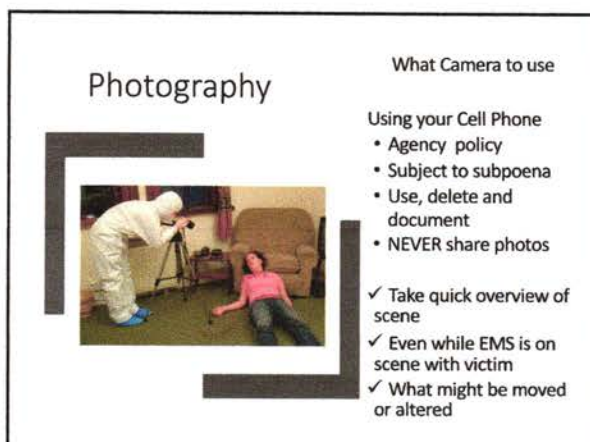 Photography
What Camera to use
Using your Cell Phone
• Agency policy
• Subject to subpoena
• Use, delete and
document
• NEVER share photos
✓ Take quick overview of
scene
✓ Even while EMS is on
scene with victim
✓ What might be moved
or altered